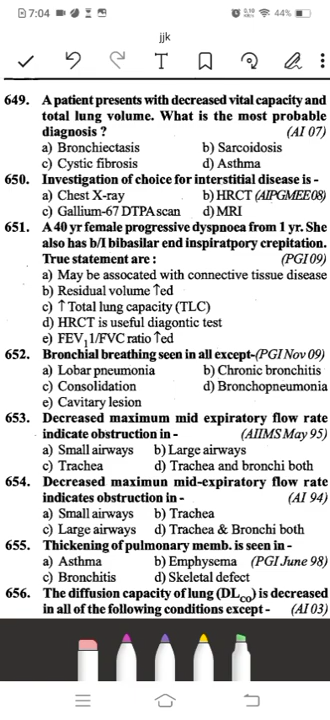 7:04
44%
jjk
T
649. A patient presents with decreased vital capacity and
total lung volume. What is the most probable
diagnosis ? (AI 07)
a) Bronchiectasis b) Sarcoidosis
c) Cystic fibrosis d) Asthma
650. Investigation of choice for interstitial disease is -
a) Chest X-ray b) HRCT (AIPGMEE 08)
c) Gallium-67 DTPA scan d) MRI
651. A 40 yr female progressive dyspnoea from 1 yr. She
also has b/l bibasilar end inspiratpory crepitation.
True statement are : (PGI 09)
a) May be assocated with connective tissue disease
b) Residual volume ↑ed
c) ↑ Total lung capacity (TLC)
d) HRCT is useful diagontic test
e) FEV₁1/FVC ratio ↑ed
652. Bronchial breathing seen in all except-(PGI Nov 09)
a) Lobar pneumonia b) Chronic bronchitis
c) Consolidation d) Bronchopneumonia
e) Cavitary lesion
653. Decreased maximum mid expiratory flow rate
indicate obstruction in - (AIIMS May 95)
a) Small airways b) Large airways
c) Trachea d) Trachea and bronchi both
654. Decreased maximun mid-expiratory flow rate
indicates obstruction in - (AI 94)
a) Small airways b) Trachea
c) Large airways d) Trachea & Bronchi both
655. Thickening of pulmonary memb. is seen in -
a) Asthma b) Emphysema (PGI June 98)
c) Bronchitis d) Skeletal defect
656. The diffusion capacity of lung (DLCO) is decreased
in all of the following conditions except - (AI 03)